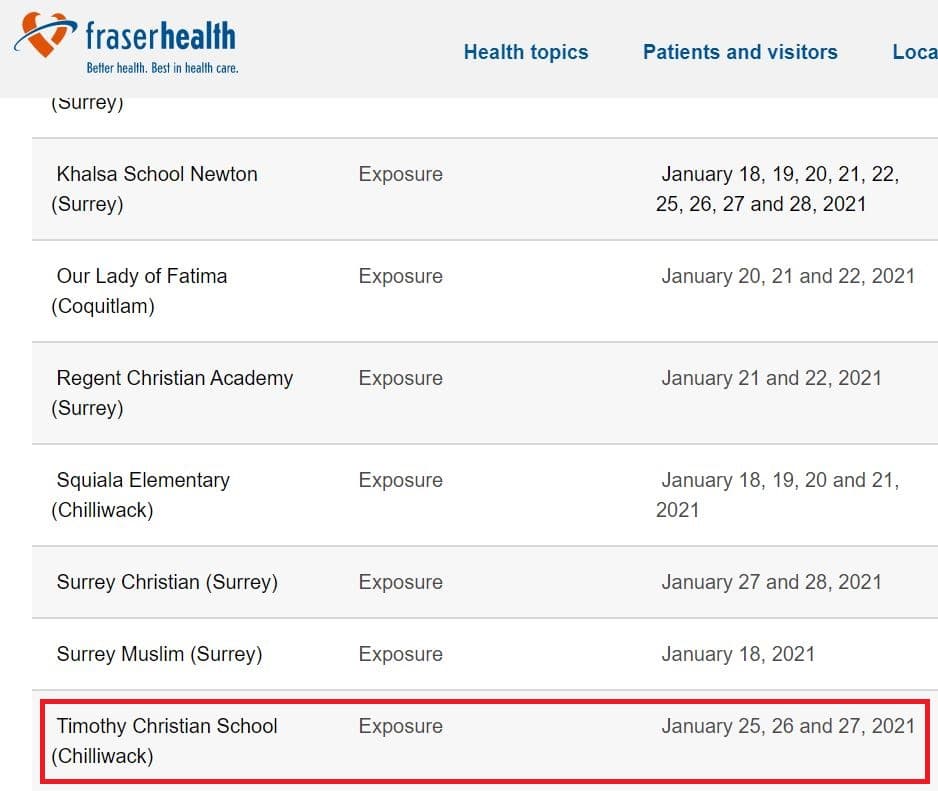 fraserhealth
Better health. Best in health care.
Health topics Patients and visitors Loca
(Surrey)
Khalsa School Newton Exposure January 18, 19, 20, 21, 22,
(Surrey) 25, 26, 27 and 28, 2021
Our Lady of Fatima Exposure January 20, 21 and 22, 2021
(Coquitlam)
Regent Christian Academy Exposure January 21 and 22, 2021
(Surrey)
Squiala Elementary Exposure January 18, 19, 20 and 21,
(Chilliwack) 2021
Surrey Christian (Surrey) Exposure January 27 and 28, 2021
Surrey Muslim (Surrey) Exposure January 18, 2021
Timothy Christian School Exposure January 25, 26 and 27, 2021
(Chilliwack)